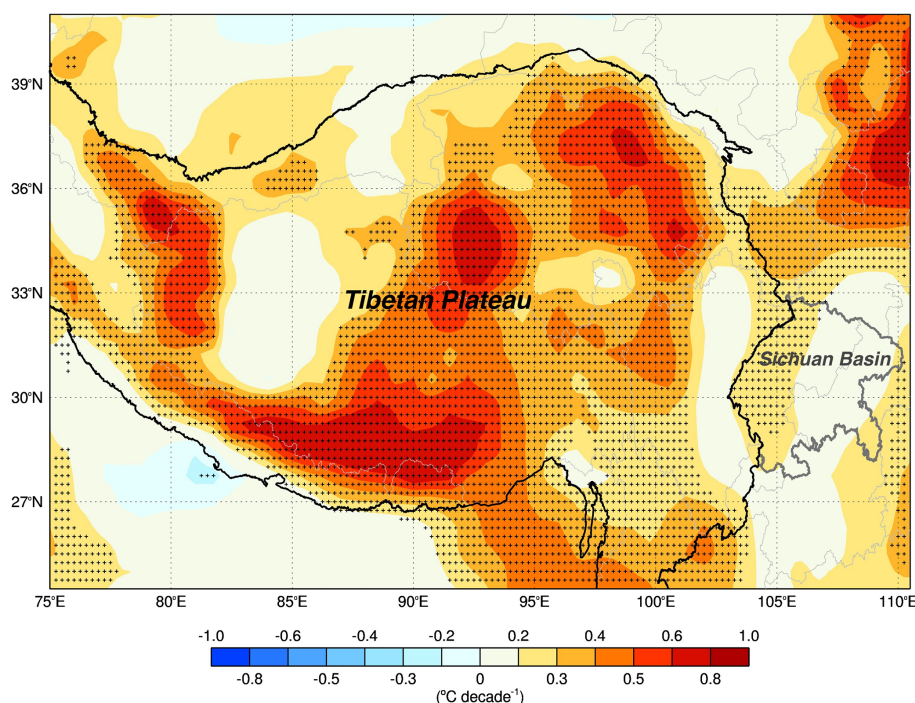 39°N
36°N
33°N
30°N
27°N
Tibetan Plateau
Sichuan Basin
75°E 80°E 85°E 90°E 95°E 100°E 105°E 110°E
-1.0 -0.6 -0.4 -0.2 0.2 0.4 0.6 1.0
-0.8 -0.5 -0.3 0 0.3 0.5 0.8
(°C decade⁻¹)